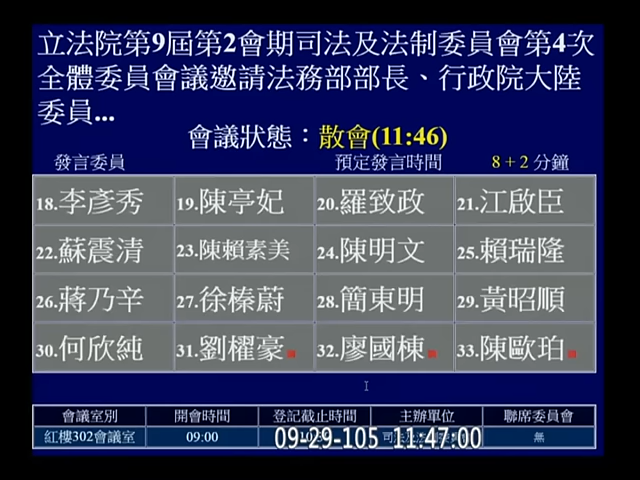 立法院第9屆第2會期司法及法制委員會第4次
全體委員會議邀請法務部部長、行政院大陸
委員...
會議狀態：散會(11:46)
發言委員 預定發言時間 8 + 2 分鐘
18.李彥秀 19.陳亭妃 20.羅致政 21.江啟臣
22.蘇震清 23.陳賴素美 24.陳明文 25.賴瑞隆
26.蔣乃辛 27.徐榛蔚 28.簡東明 29.黃昭順
30.何欣純 31.劉櫂豪 32.廖國棟 33.陳歐珀
會議室別 開會時間 登記截止時間 主辦單位 聯席委員會
紅樓302會議室 09:00 無
09-29-105 11:47:00